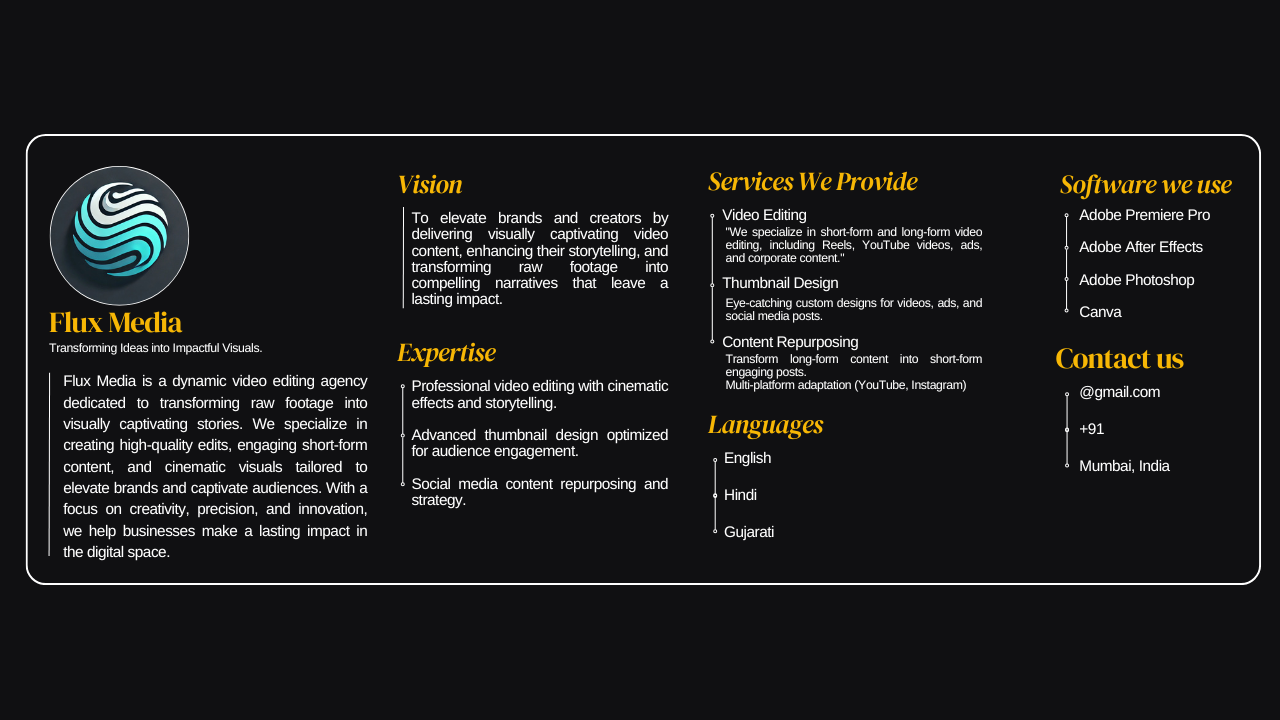 Flux Media
Transforming Ideas into Impactful Visuals.
Flux Media is a dynamic video editing agency
dedicated to transforming raw footage into
visually captivating stories. We specialize in
creating high-quality edits, engaging short-form
content, and cinematic visuals tailored to
elevate brands and captivate audiences. With a
focus on creativity, precision, and innovation,
we help businesses make a lasting impact in
the digital space.
Vision
To elevate brands and creators by
delivering visually captivating video
content, enhancing their storytelling, and
transforming raw footage into
compelling narratives that leave a
lasting impact.
Expertise
Professional video editing with cinematic
effects and storytelling.
Advanced thumbnail design optimized
for audience engagement.
Social media content repurposing and
strategy.
Services We Provide
Video Editing
"We specialize in short-form and long-form video
editing, including Reels, YouTube videos, ads,
and corporate content."
Thumbnail Design
Eye-catching custom designs for videos, ads, and
social media posts.
Content Repurposing
Transform long-form content into short-form
engaging posts.
Multi-platform adaptation (YouTube, Instagram)
Languages
English
Hindi
Gujarati
Software we use
Adobe Premiere Pro
Adobe After Effects
Adobe Photoshop
Canva
Contact us
@gmail.com
+91
Mumbai, India